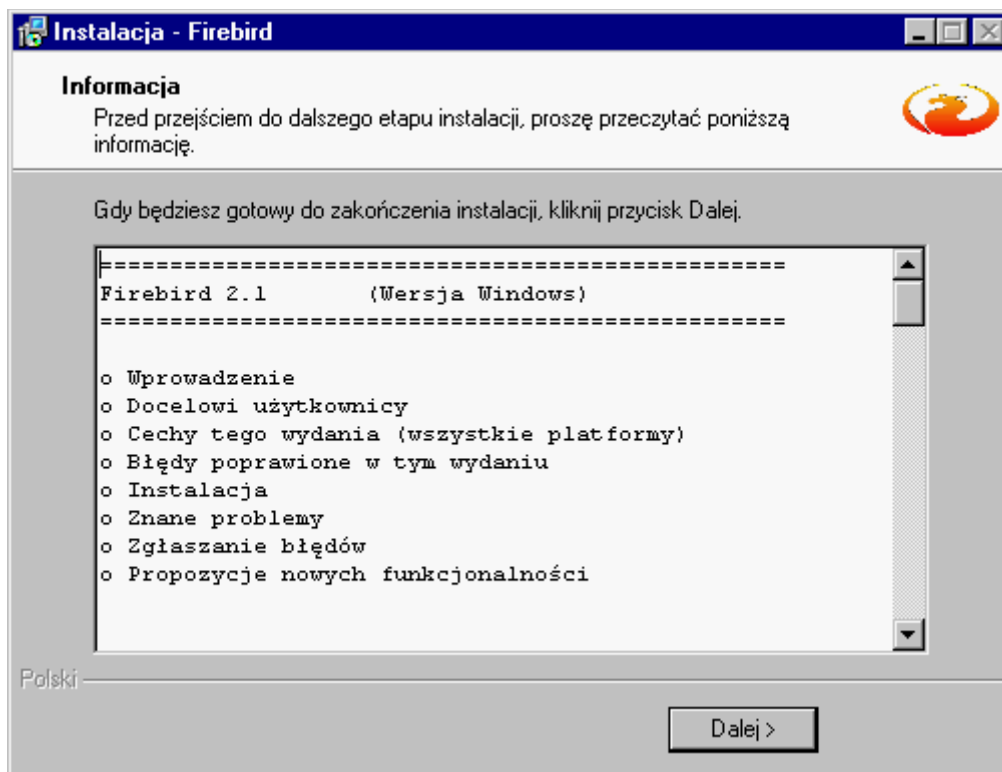 Instalacja - Firebird
Informacja
Przed przejściem do dalszego etapu instalacji, proszę przeczytać poniższą
informację.
Gdy będziesz gotowy do zakończenia instalacji, kliknij przycisk Dalej.
=================================================
Firebird 2.1 (Wersja Windows)
=================================================
o Wprowadzenie
o Docelowi użytkownicy
o Cechy tego wydania (wszystkie platformy)
o Błędy poprawione w tym wydaniu
o Instalacja
o Znane problemy
o Zgłaszanie błędów
o Propozycje nowych funkcjonalności
Polski
Dalej >